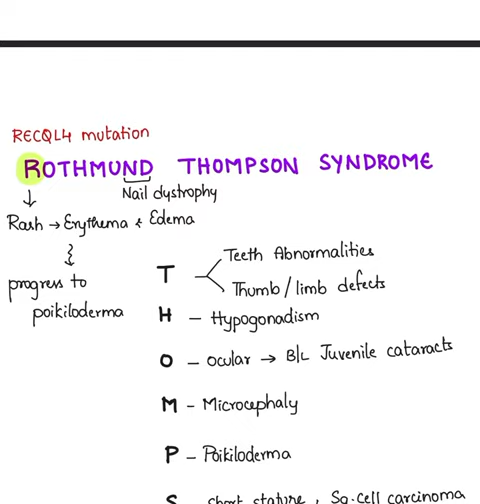 RECQL4 mutation
ROTHMUND THOMPSON SYNDROME
Nail dystrophy
Rash → Erythema & Edema
progress to
poikiloderma
T
Teeth Abnormalities
Thumb / limb defects
H – Hypogonadism
O – ocular → B/L Juvenile cataracts
M – Microcephaly
P – Poikiloderma
S – short stature, Sq. cell carcinoma